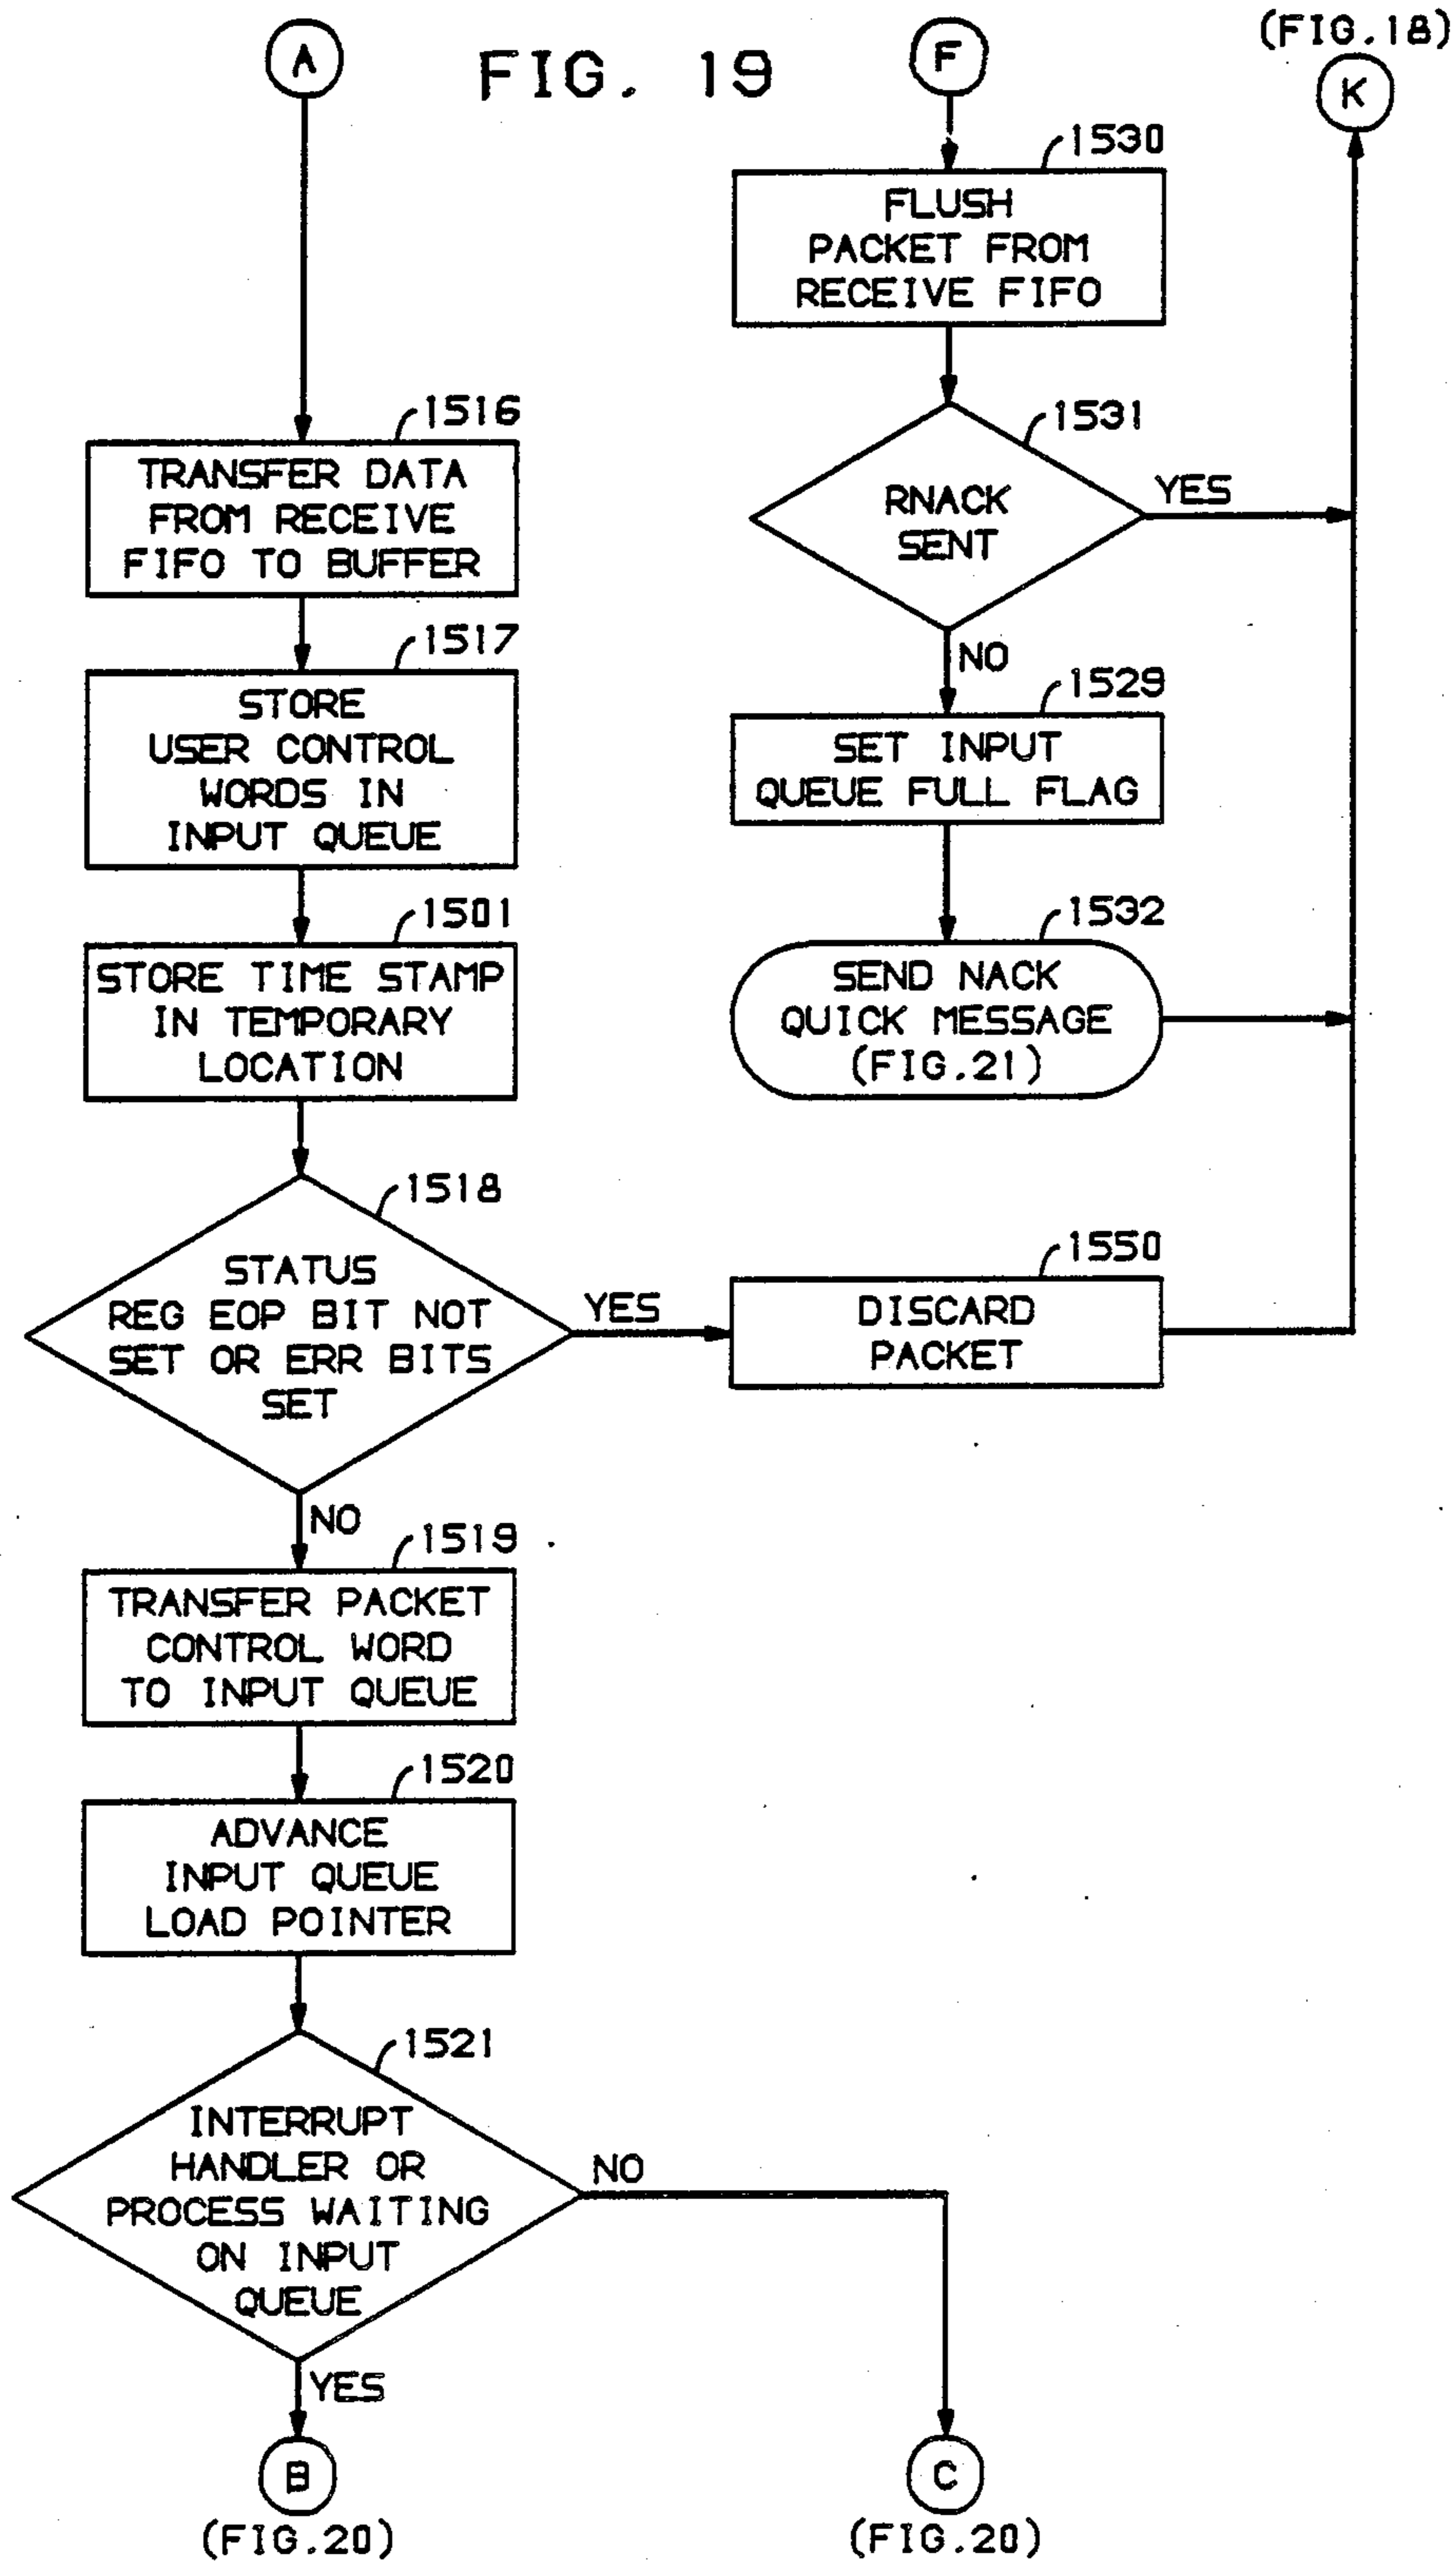 A
FIG. 19
F
(FIG.18)
K
1530
FLUSH
PACKET FROM
RECEIVE FIFO
1531
RNACK
SENT
YES
NO
1529
SET INPUT
QUEUE FULL FLAG
1532
SEND NACK
QUICK MESSAGE
(FIG.21)
1516
TRANSFER DATA
FROM RECEIVE
FIFO TO BUFFER
1517
STORE
USER CONTROL
WORDS IN
INPUT QUEUE
1501
STORE TIME STAMP
IN TEMPORARY
LOCATION
1518
STATUS
REG EOP BIT NOT
SET OR ERR BITS
SET
YES
1550
DISCARD
PACKET
NO
1519
TRANSFER PACKET
CONTROL WORD
TO INPUT QUEUE
1520
ADVANCE
INPUT QUEUE
LOAD POINTER
1521
INTERRUPT
HANDLER OR
PROCESS WAITING
ON INPUT
QUEUE
NO
YES
B
(FIG.20)
C
(FIG.20)